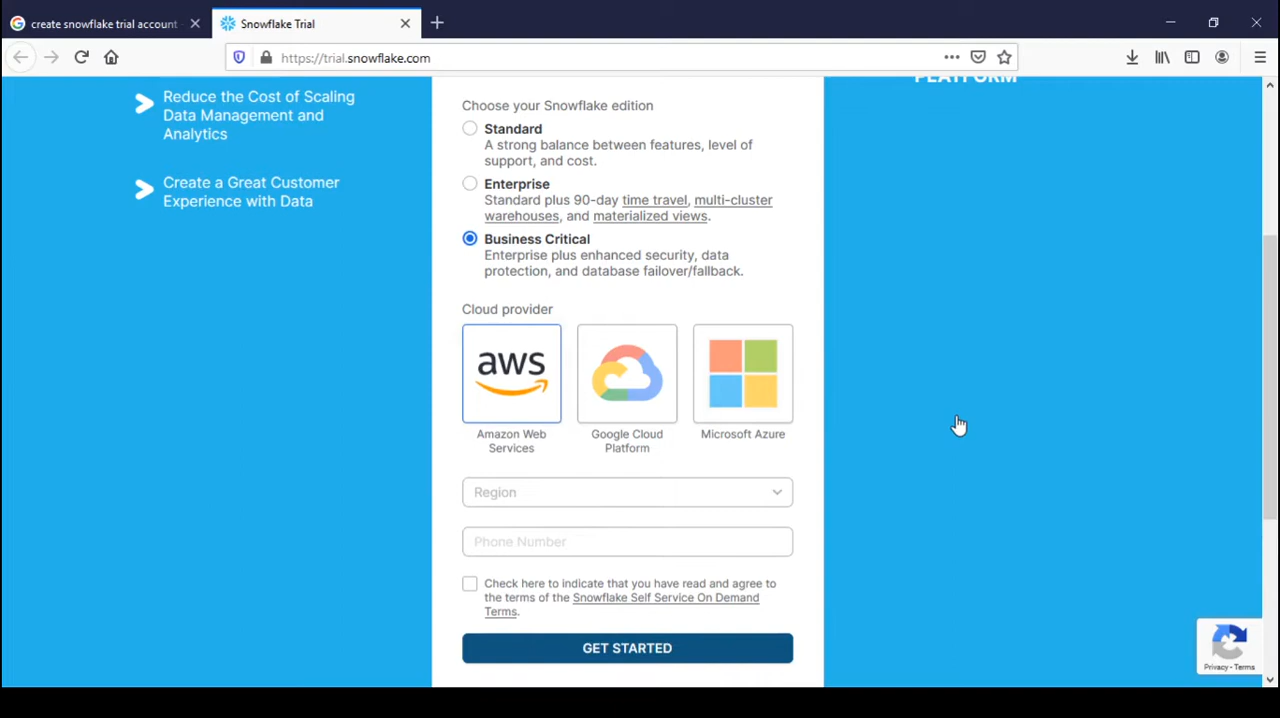 create snowflake trial account
Snowflake Trial
https://trial.snowflake.com
Reduce the Cost of Scaling
Data Management and
Analytics
Create a Great Customer
Experience with Data
PLATFORM
Choose your Snowflake edition
Standard
A strong balance between features, level of
support, and cost.
Enterprise
Standard plus 90-day time travel, multi-cluster
warehouses, and materialized views.
Business Critical
Enterprise plus enhanced security, data
protection, and database failover/fallback.
Cloud provider
aws
Amazon Web
Services
Google Cloud
Platform
Microsoft Azure
Region
Phone Number
Check here to indicate that you have read and agree to
the terms of the Snowflake Self Service On Demand
Terms.
GET STARTED
Privacy - Terms